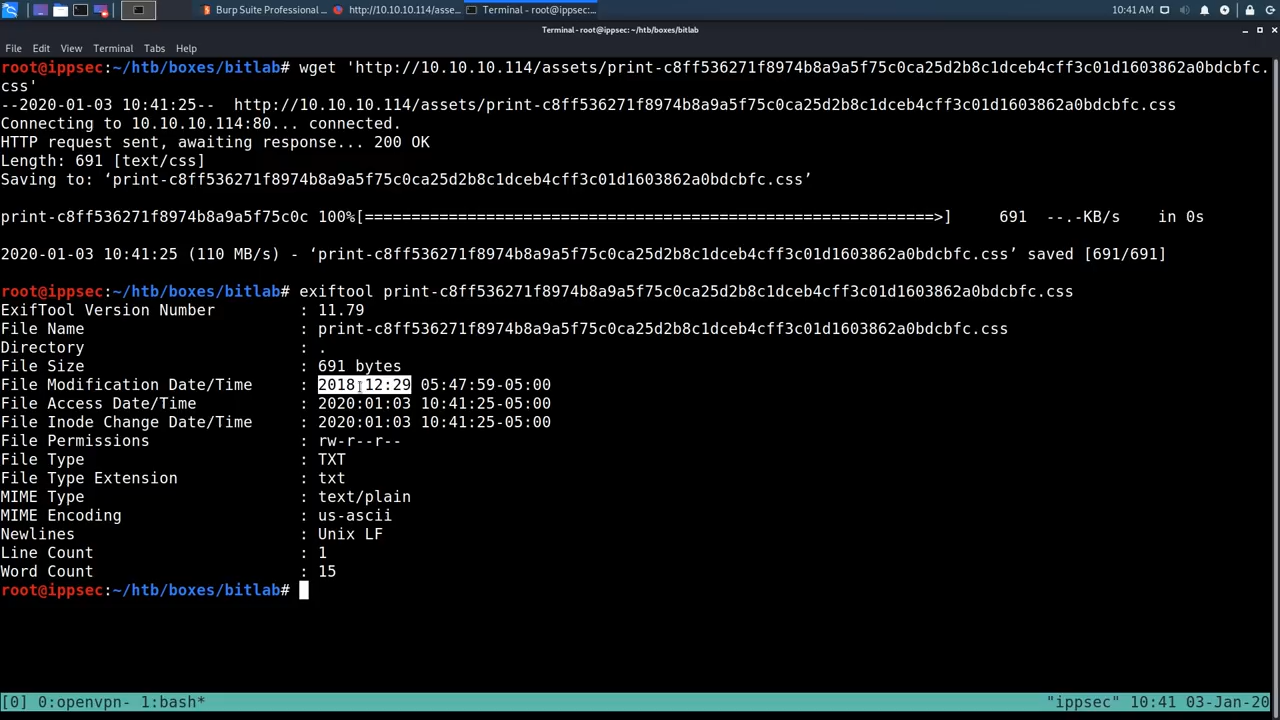 Burp Suite Professional ...
http://10.10.10.114/asse...
Terminal - root@ippsec:~/...
10:41 AM
Terminal - root@ippsec:~/htb/boxes/bitlab
File Edit View Terminal Tabs Help
root@ippsec:~/htb/boxes/bitlab# wget 'http://10.10.10.114/assets/print-c8ff536271f8974b8a9a5f75c0ca25d2b8c1dceb4cff3c01d1603862a0bdcbfc.
css'
--2020-01-03 10:41:25--  http://10.10.10.114/assets/print-c8ff536271f8974b8a9a5f75c0ca25d2b8c1dceb4cff3c01d1603862a0bdcbfc.css
Connecting to 10.10.10.114:80... connected.
HTTP request sent, awaiting response... 200 OK
Length: 691 [text/css]
Saving to: ‘print-c8ff536271f8974b8a9a5f75c0ca25d2b8c1dceb4cff3c01d1603862a0bdcbfc.css’
print-c8ff536271f8974b8a9a5f75c0c 100%[=============================================================>]     691  --.-KB/s    in 0s
2020-01-03 10:41:25 (110 MB/s) - ‘print-c8ff536271f8974b8a9a5f75c0ca25d2b8c1dceb4cff3c01d1603862a0bdcbfc.css’ saved [691/691]
root@ippsec:~/htb/boxes/bitlab# exiftool print-c8ff536271f8974b8a9a5f75c0ca25d2b8c1dceb4cff3c01d1603862a0bdcbfc.css
ExifTool Version Number         : 11.79
File Name                       : print-c8ff536271f8974b8a9a5f75c0ca25d2b8c1dceb4cff3c01d1603862a0bdcbfc.css
Directory                       : .
File Size                       : 691 bytes
File Modification Date/Time     : 2018:12:29 05:47:59-05:00
File Access Date/Time           : 2020:01:03 10:41:25-05:00
File Inode Change Date/Time     : 2020:01:03 10:41:25-05:00
File Permissions                : rw-r--r--
File Type                       : TXT
File Type Extension             : txt
MIME Type                       : text/plain
MIME Encoding                   : us-ascii
Newlines                        : Unix LF
Line Count                      : 1
Word Count                      : 15
root@ippsec:~/htb/boxes/bitlab#
[0] 0:openvpn- 1:bash* "ippsec" 10:41 03-Jan-20